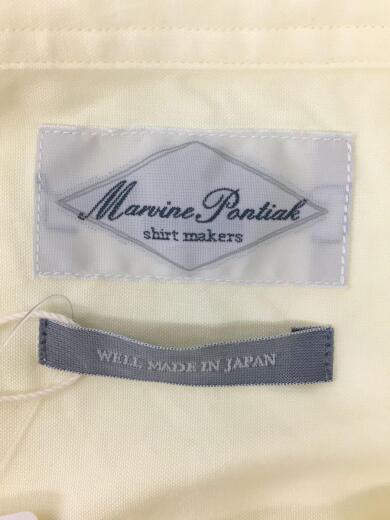 Marvine Pontiak
shirt makers
WELL MADE IN JAPAN